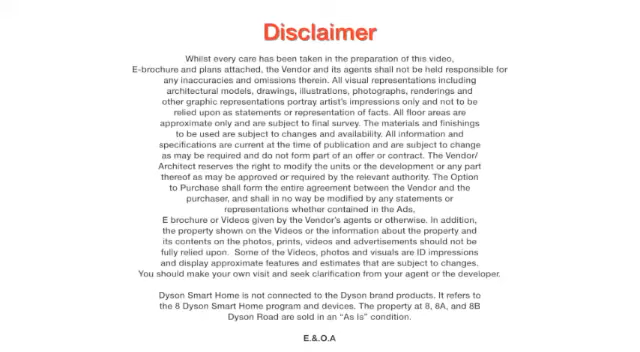 Disclaimer
Whilst every care has been taken in the preparation of this video,
E-brochure and plans attached, the Vendor and its agents shall not be held responsible for
any inaccuracies and omissions therein. All visual representations including
architectural models, drawings, illustrations, photographs, renderings and
other graphic representations portray artist's impressions only and not to be
relied upon as statements or representation of facts. All floor areas are
approximate only and are subject to final survey. The materials and finishings
to be used are subject to changes and availability. All information and
specifications are current at the time of publication and are subject to change
as may be required and do not form part of an offer or contract. The Vendor/
Architect reserves the right to modify the units or the development or any part
thereof as may be approved or required by the relevant authority. The Option
to Purchase shall form the entire agreement between the Vendor and the
purchaser, and shall in no way be modified by any statements or
representations whether contained in the Ads,
E brochure or Videos given by the Vendor's agents or otherwise. In addition,
the property shown on the Videos or the information about the property and
its contents on the photos, prints, videos and advertisements should not be
fully relied upon. Some of the Videos, photos and visuals are ID impressions
and display approximate features and estimates that are subject to changes.
You should make your own visit and seek clarification from your agent or the developer.
Dyson Smart Home is not connected to the Dyson brand products. It refers to
the 8 Dyson Smart Home program and devices. The property at 8, 8A, and 8B
Dyson Road are sold in an “As Is” condition.
E.&.O.A